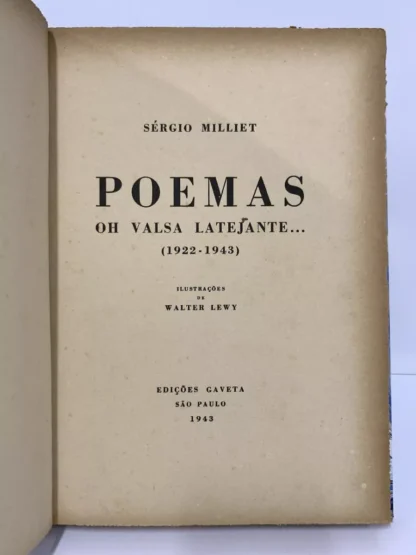 SÉRGIO MILLIET
POEMAS
OH VALSA LATEJANTE...
(1922-1943)
ILUSTRAÇÕES
DE
WALTER LEWY
EDIÇÕES GAVETA
SÃO PAULO
1943